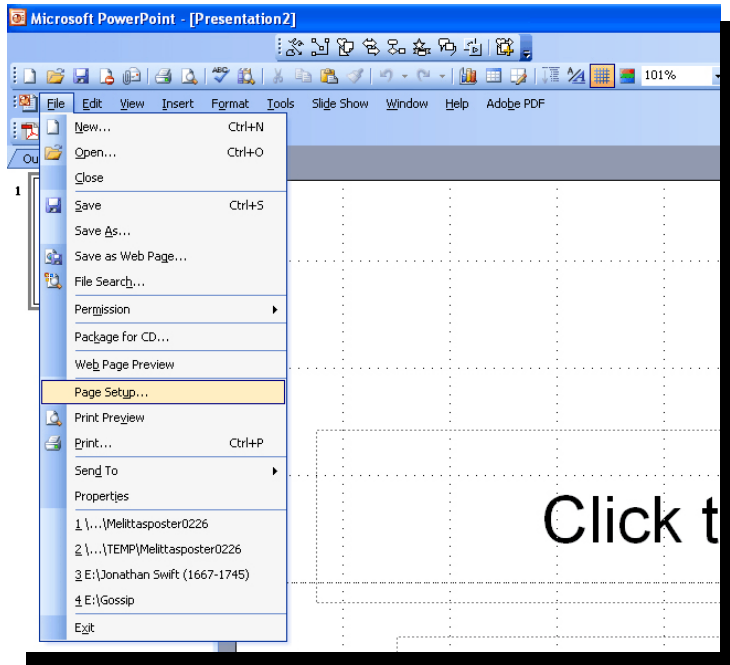 Microsoft PowerPoint - [Presentation2]
101%
File Edit View Insert Format Tools Slide Show Window Help Adobe PDF
New... Ctrl+N
Open... Ctrl+O
Close
Save Ctrl+S
Save As...
Save as Web Page...
File Search...
Permission
Package for CD...
Web Page Preview
Page Setup...
Print Preview
Print... Ctrl+P
Send To
Properties
1 \...\Melittasposter0226
2 \...\TEMP\Melittasposter0226
3 E:\Jonathan Swift (1667-1745)
4 E:\Gossip
Exit
Ou
1
Click t